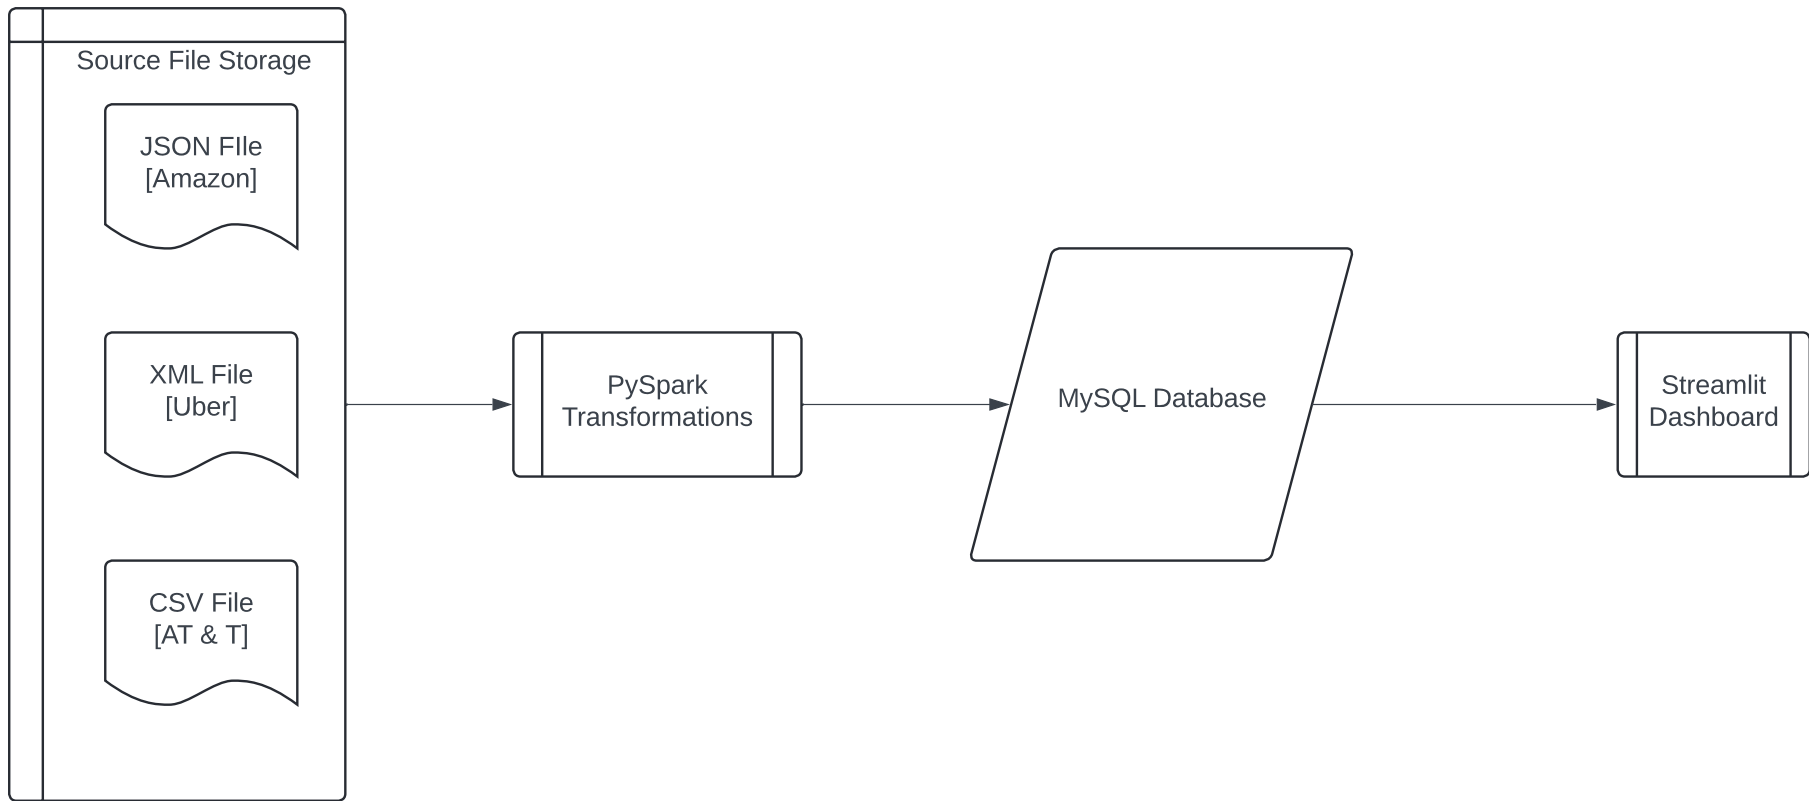 Source File Storage
JSON FIle
[Amazon]
XML File
[Uber]
CSV File
[AT & T]
PySpark
Transformations
MySQL Database
Streamlit
Dashboard